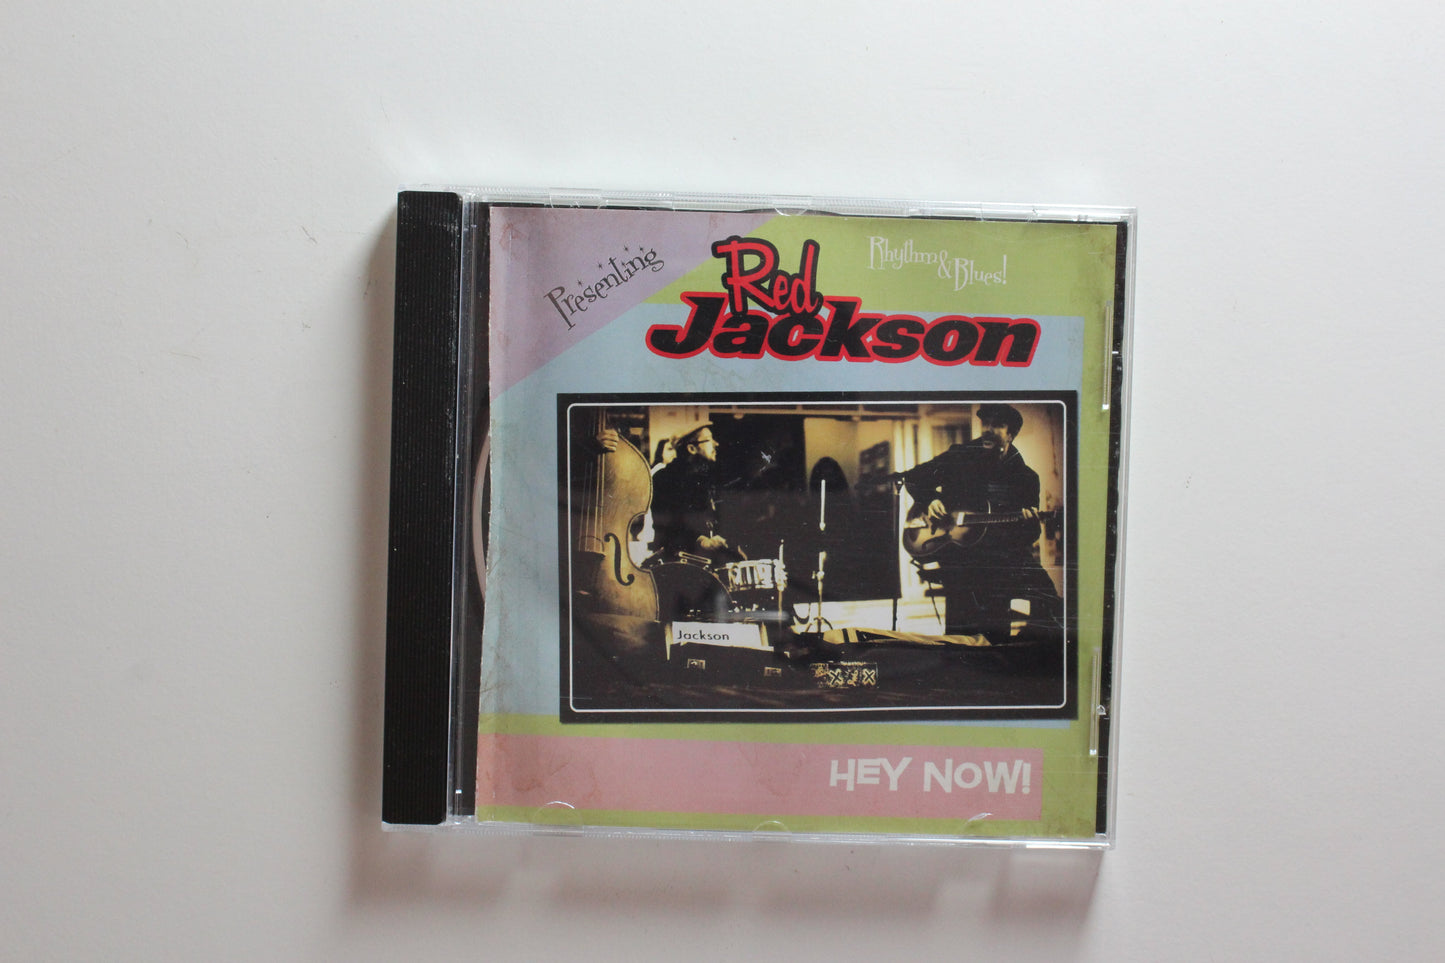 Presenting
Red
Jackson
Rhythm & Blues!
Jackson
HEY NOW!